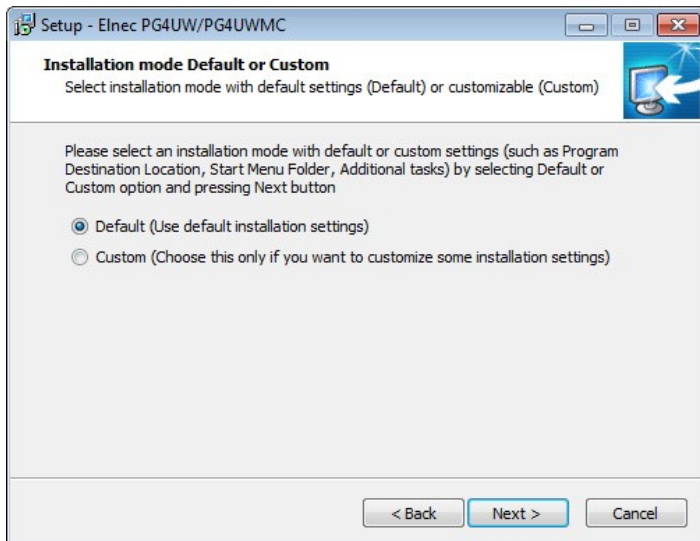 Setup - Elnec PG4UW/PG4UWMC
Installation mode Default or Custom
Select installation mode with default settings (Default) or customizable (Custom)
Please select an installation mode with default or custom settings (such as Program
Destination Location, Start Menu Folder, Additional tasks) by selecting Default or
Custom option and pressing Next button
Default (Use default installation settings)
Custom (Choose this only if you want to customize some installation settings)
< Back
Next >
Cancel